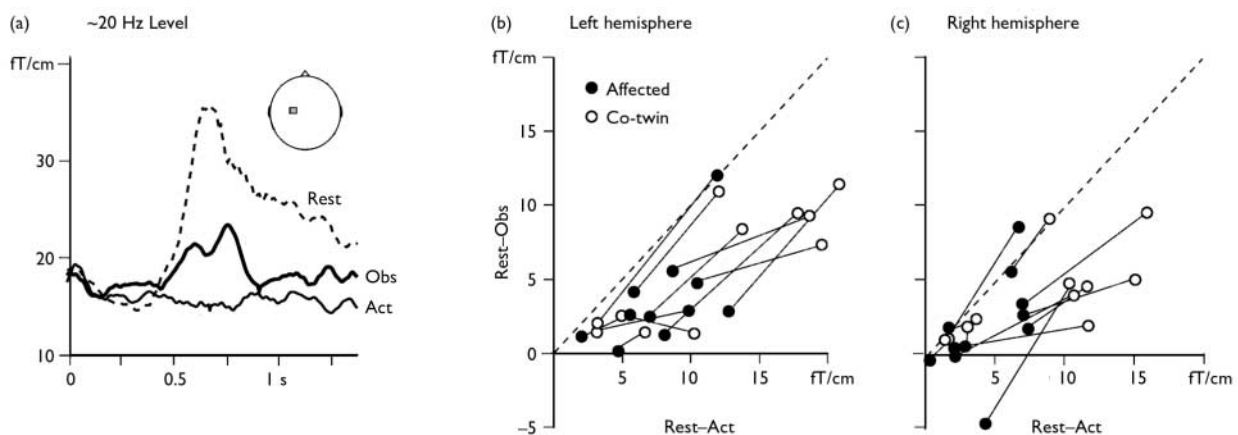 (a) ~20 Hz Level
fT/cm
30
20
10
0 0.5 1 s
Rest
Obs
Act
(b) Left hemisphere
fT/cm
15
10
5
0
–5
Rest–Obs
Affected
Co-twin
5 10 15 fT/cm
Rest–Act
(c) Right hemisphere
5 10 15 fT/cm
Rest–Act